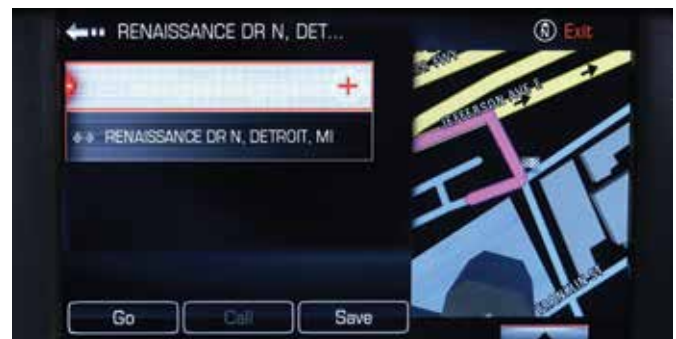 RENAISSANCE DR N, DET...
N Exit
RENAISSANCE DR N, DETROIT, MI
JEFFERSON AVE E
Go Call Save